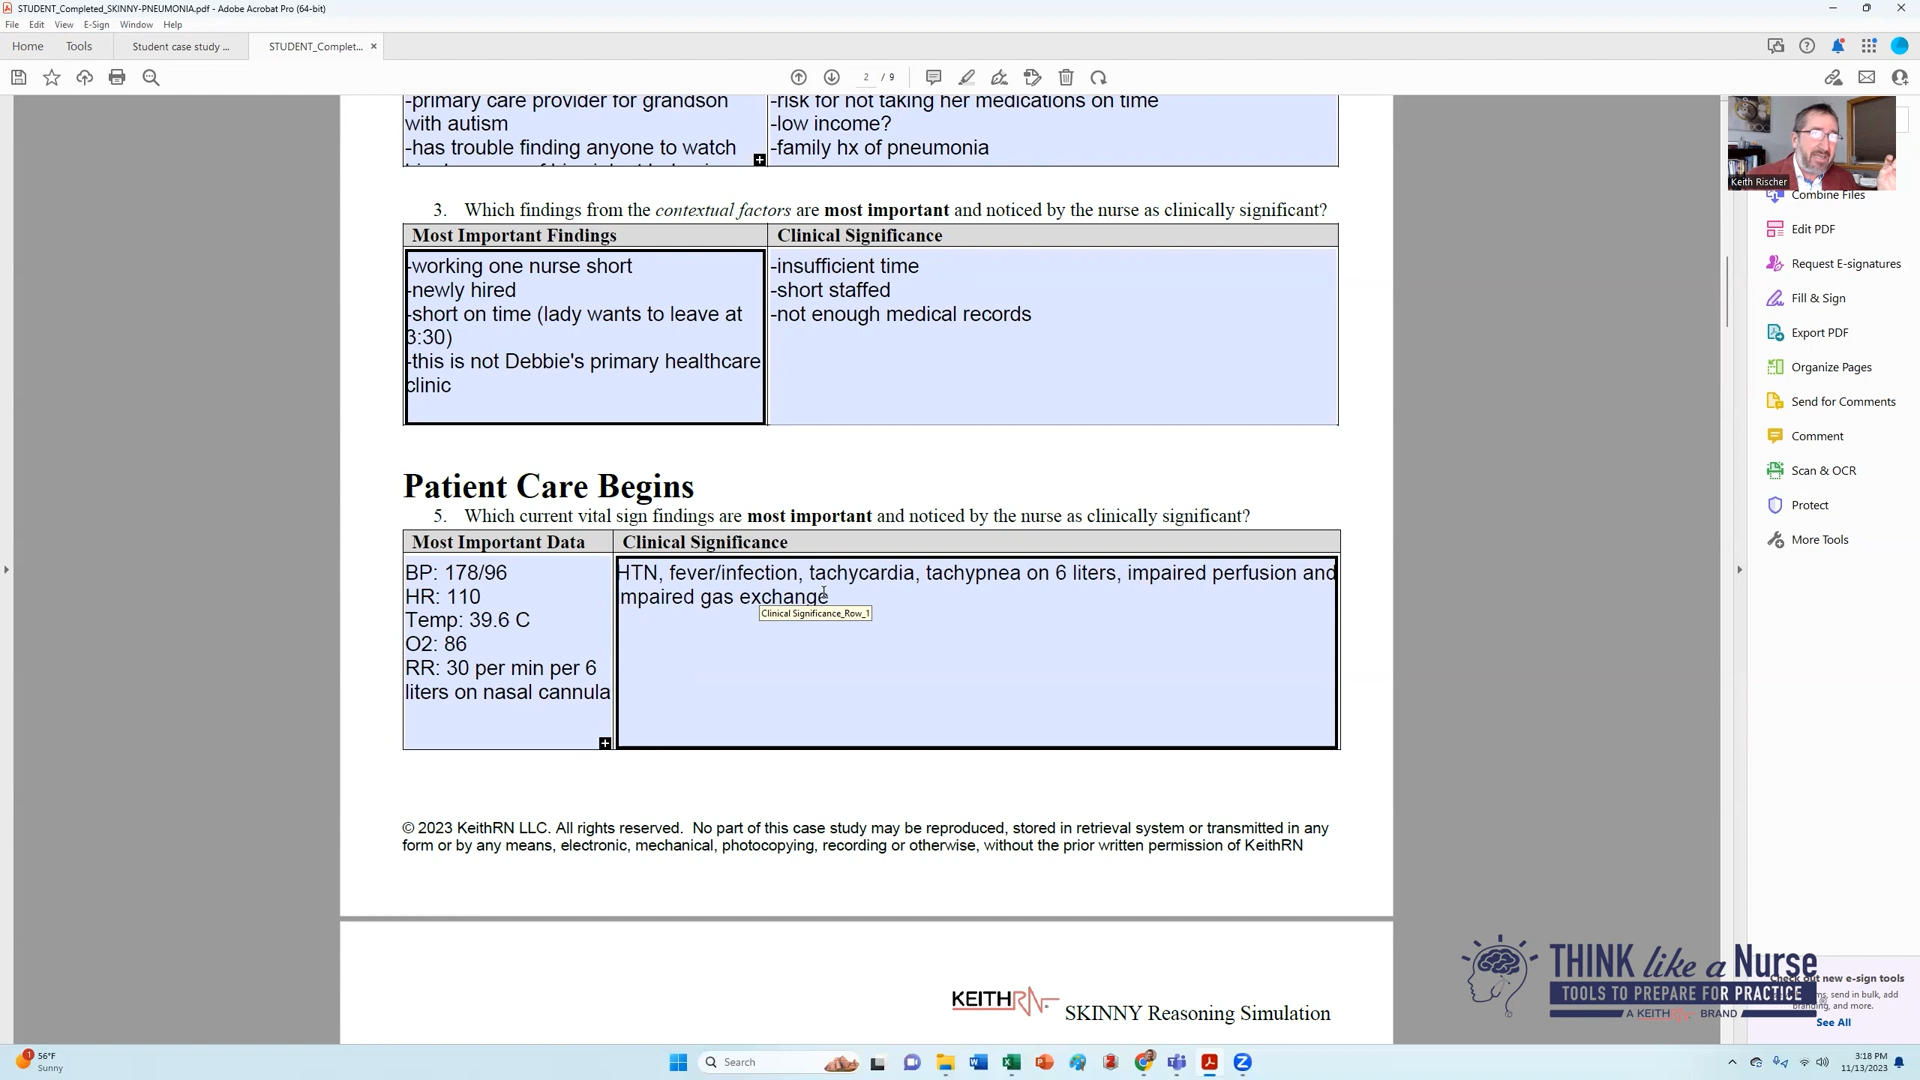 STUDENT_Completed_SKINNY-PNEUMONIA.pdf - Adobe Acrobat Pro (64-bit)
File Edit View E-Sign Window Help
Home Tools Student case study ... STUDENT_Complet... ×
2 / 9
-primary care provider for grandson
with autism
-has trouble finding anyone to watch
-risk for not taking her medications on time
-low income?
-family hx of pneumonia
3. Which findings from the contextual factors are most important and noticed by the nurse as clinically significant?
Most Important Findings Clinical Significance
-working one nurse short
-newly hired
-short on time (lady wants to leave at
3:30)
-this is not Debbie's primary healthcare
clinic
-insufficient time
-short staffed
-not enough medical records
Patient Care Begins
5. Which current vital sign findings are most important and noticed by the nurse as clinically significant?
Most Important Data Clinical Significance
BP: 178/96
HR: 110
Temp: 39.6 C
O2: 86
RR: 30 per min per 6
liters on nasal cannula
HTN, fever/infection, tachycardia, tachypnea on 6 liters, impaired perfusion and
impaired gas exchange
Clinical Significance_Row_1
© 2023 KeithRN LLC. All rights reserved. No part of this case study may be reproduced, stored in retrieval system or transmitted in any
form or by any means, electronic, mechanical, photocopying, recording or otherwise, without the prior written permission of KeithRN
KEITHRN SKINNY Reasoning Simulation
Keith Rischer
Combine Files
Edit PDF
Request E-signatures
Fill & Sign
Export PDF
Organize Pages
Send for Comments
Comment
Scan & OCR
Protect
More Tools
THINK like a Nurse
TOOLS TO PREPARE FOR PRACTICE
A KEITHRN BRAND
new e-sign tools
send in bulk, add
and more.
See All
1
56°F
Sunny
Search
3:18 PM
11/13/2023